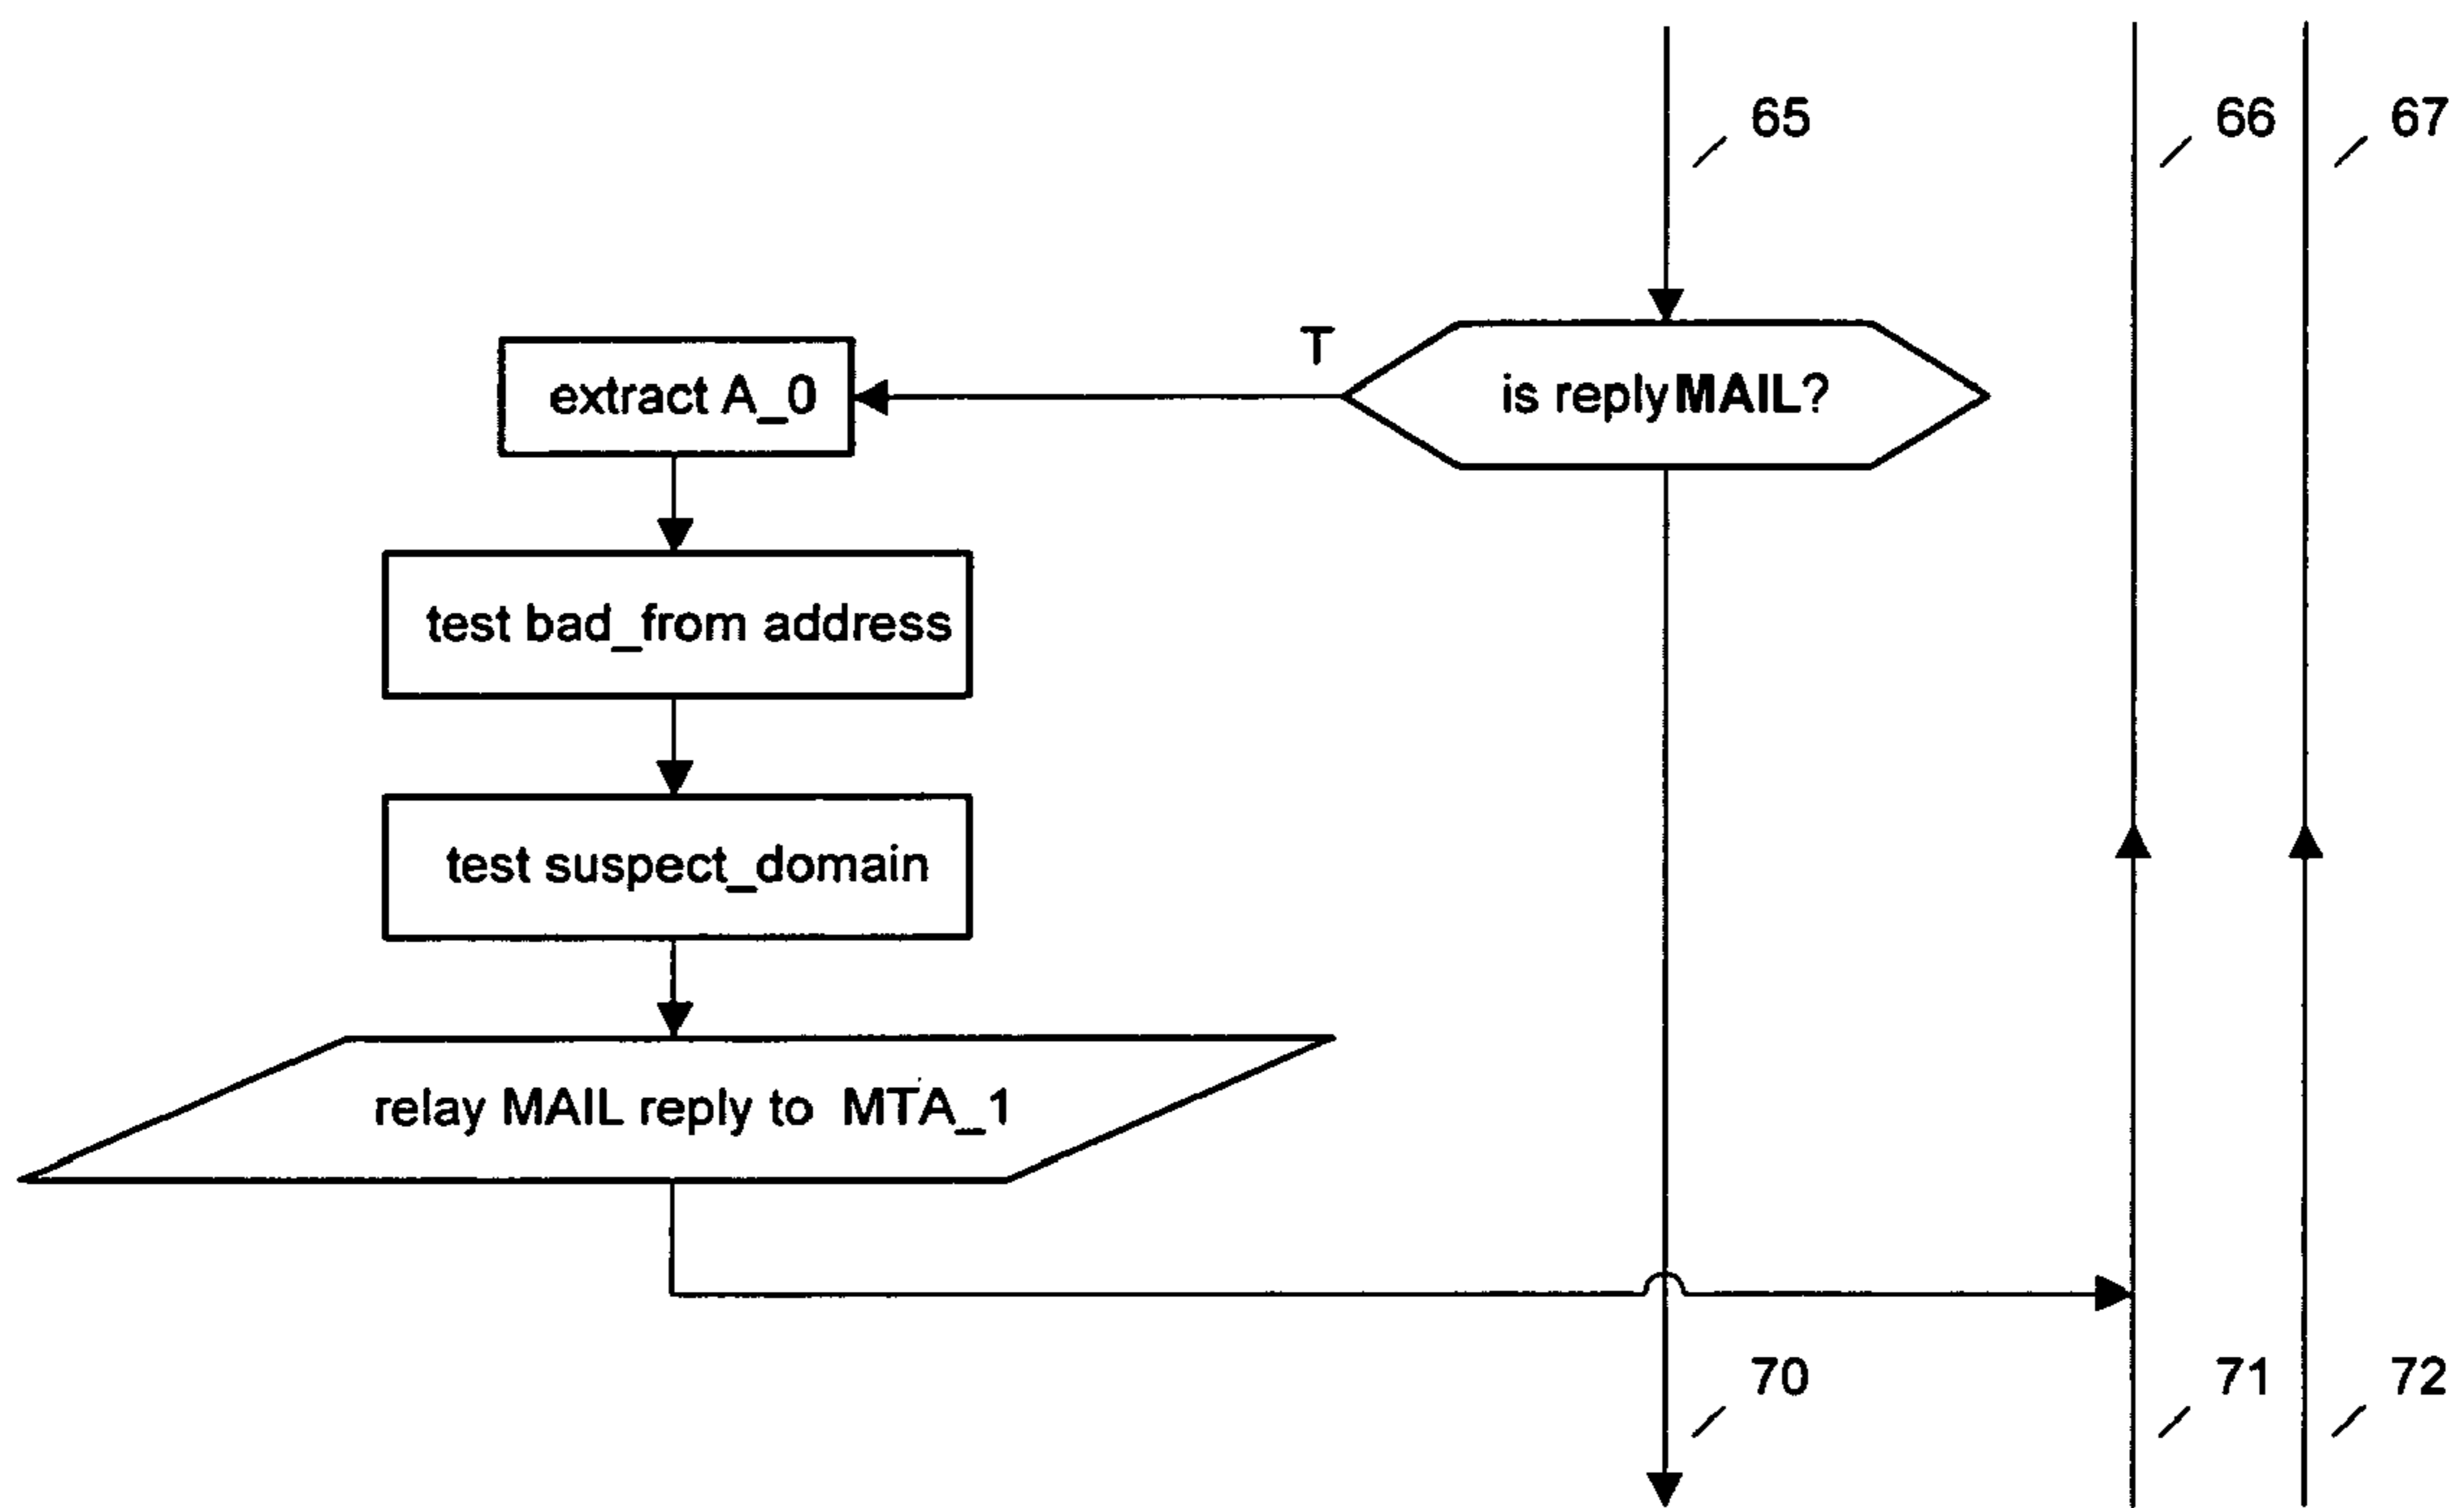 65
66
67
T
extract A_0
is reply MAIL?
test bad_from address
test suspect_domain
relay MAIL reply to MTA_1
70
71
72